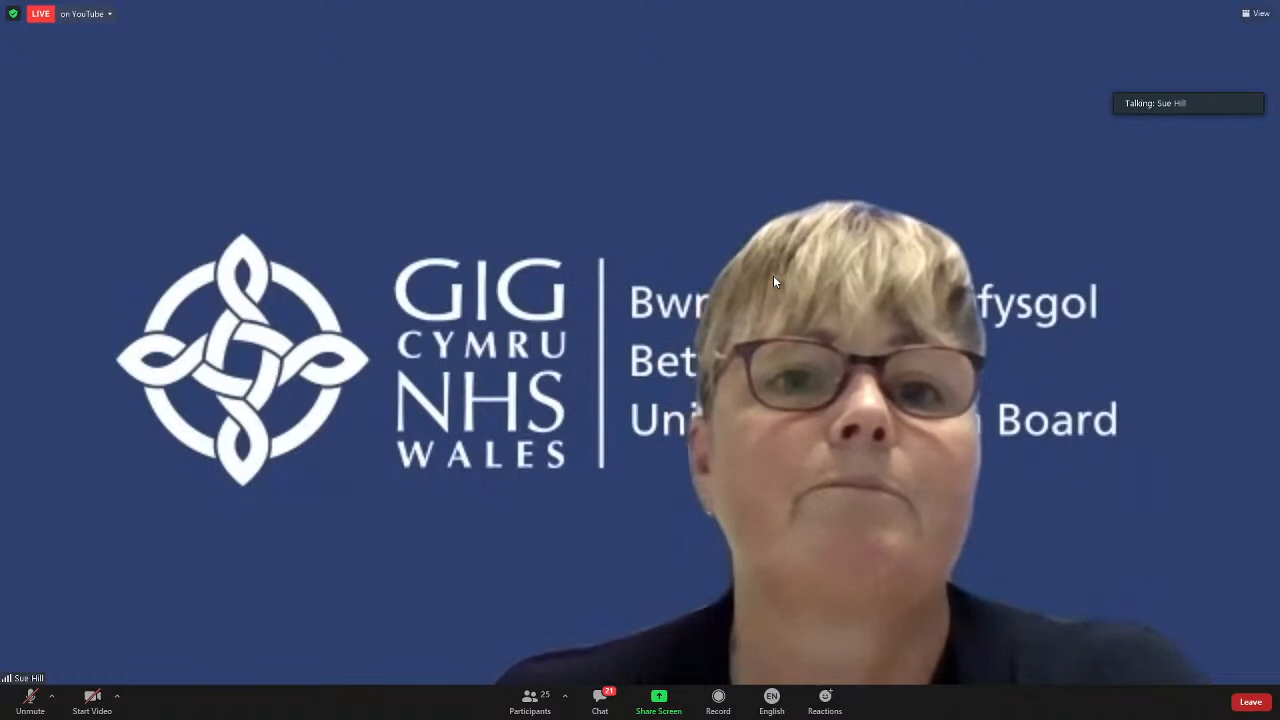 LIVE on YouTube
View
Talking: Sue Hill
GIG
CYMRU
NHS
WALES
Bwr
fysgol
Bet
Uni
Board
Sue Hill
Unmute
Start Video
25
Participants
21
Chat
Share Screen
Record
EN
English
Reactions
Leave